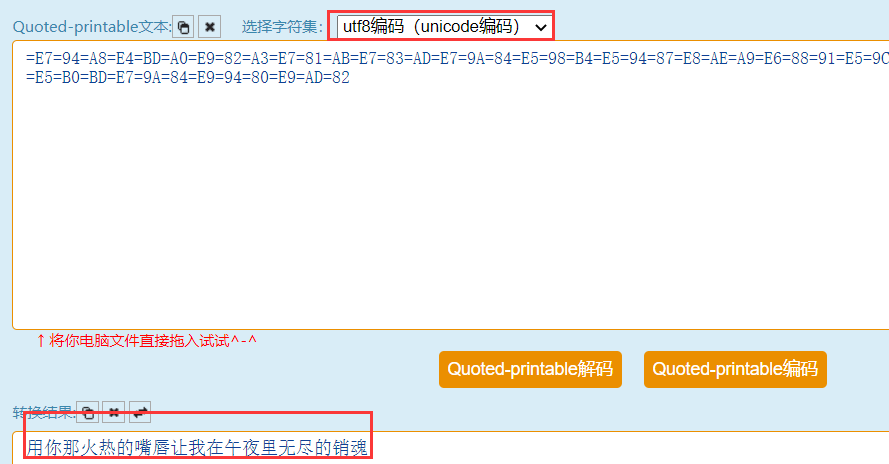 Quoted-printable文本: 选择字符集: utf8编码（unicode编码）
=E7=94=A8=E4=BD=A0=E9=82=A3=E7=81=AB=E7=83=AD=E7=9A=84=E5=98=B4=E5=94=87=E8=AE=A9=E6=88=91=E5=9C
=E5=B0=BD=E7=9A=84=E9=94=80=E9=AD=82
↑将你电脑文件直接拖入试试^-^
Quoted-printable解码 Quoted-printable编码
转换结果:
用你那火热的嘴唇让我在午夜里无尽的销魂